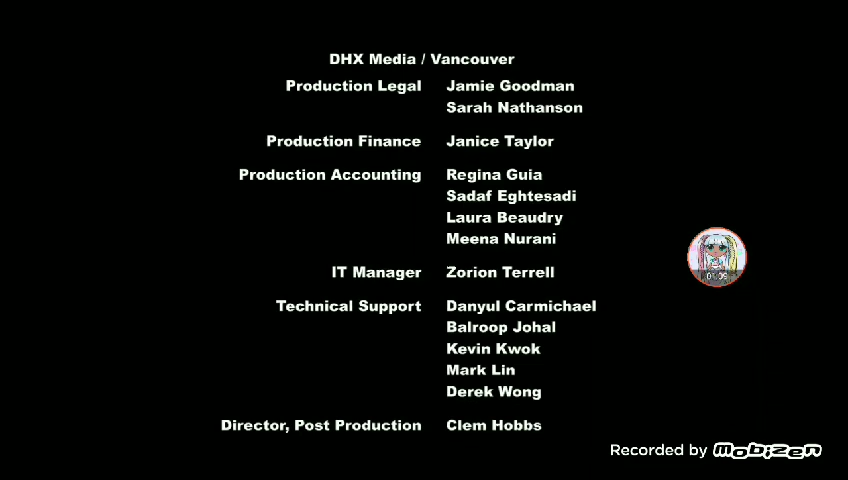 DHX Media / Vancouver
Production Legal Jamie Goodman
Sarah Nathanson
Production Finance Janice Taylor
Production Accounting Regina Guia
Sadaf Eghtesadi
Laura Beaudry
Meena Nurani
IT Manager Zorion Terrell
Technical Support Danyul Carmichael
Balroop Johal
Kevin Kwok
Mark Lin
Derek Wong
Director, Post Production Clem Hobbs
01:09
Recorded by Mobizen